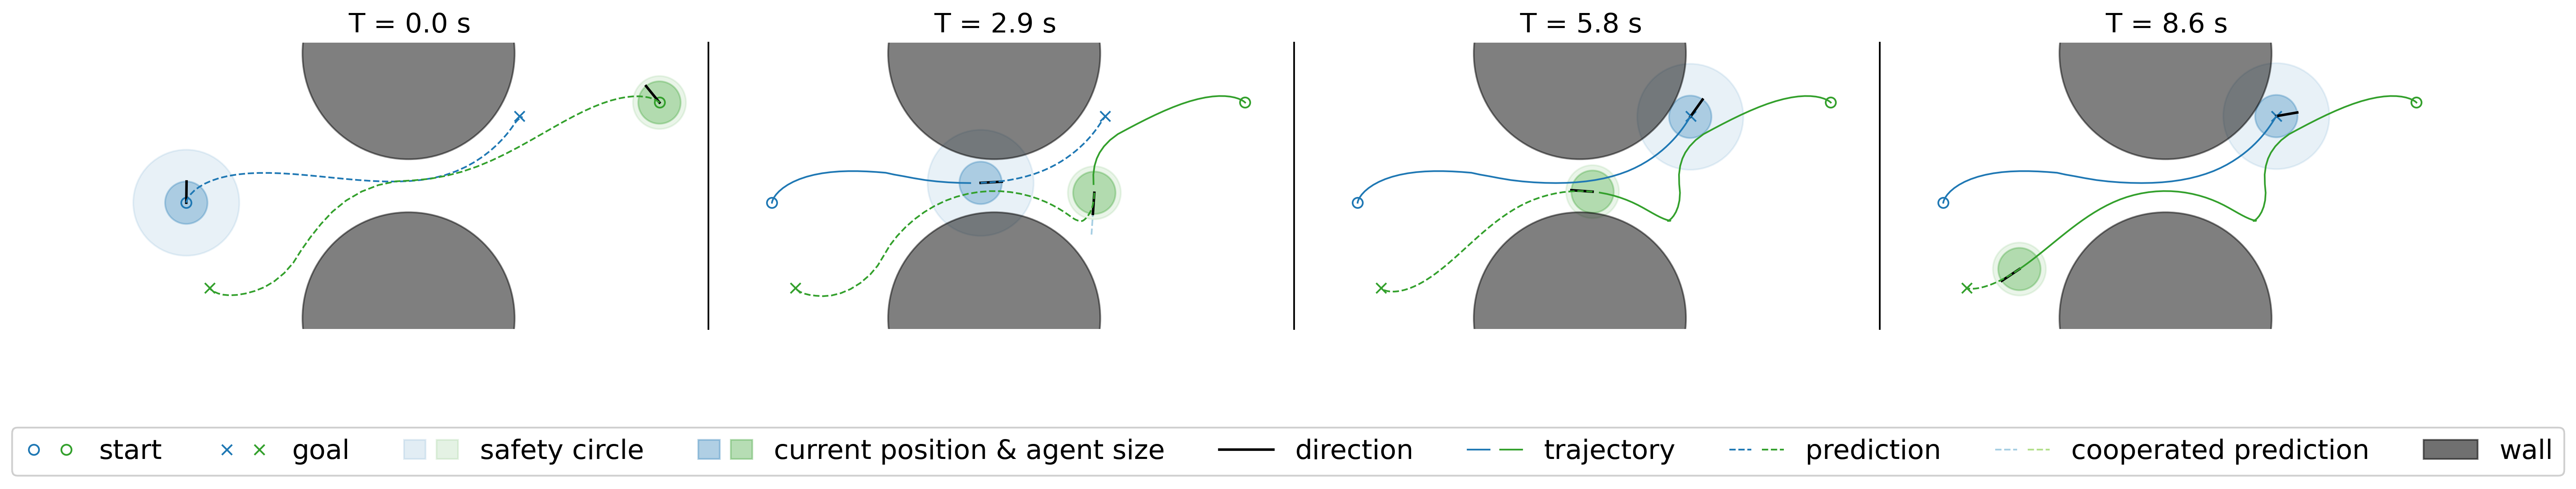 T = 0.0 s
T = 2.9 s
T = 5.8 s
T = 8.6 s
start
goal
safety circle
current position & agent size
direction
trajectory
prediction
cooperated prediction
wall